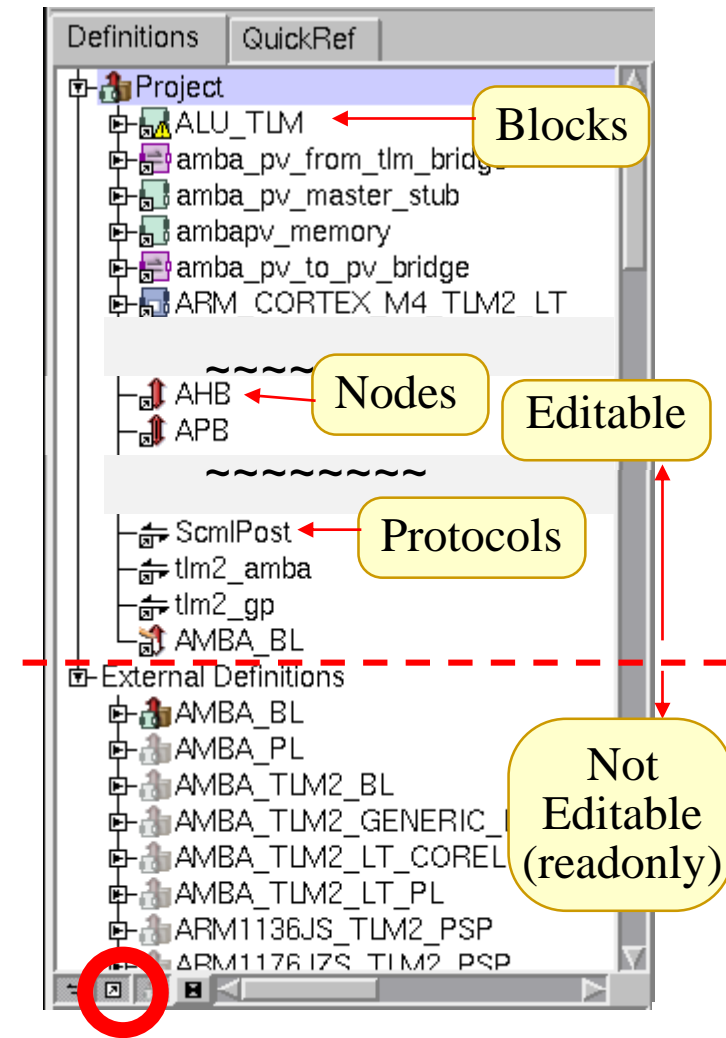 Definitions QuickRef
Project
ALU_TLM
Blocks
amba_pv_from_tlm_bridge
amba_pv_master_stub
ambapv_memory
amba_pv_to_pv_bridge
ARM_CORTEX_M4_TLM2_LT
~~~~~
AHB
Nodes
APB
Editable
~~~~~~~~
ScmlPost
Protocols
tlm2_amba
tlm2_gp
AMBA_BL
External Definitions
AMBA_BL
AMBA_PL
AMBA_TLM2_BL
AMBA_TLM2_GENERIC_
AMBA_TLM2_LT_COREL
AMBA_TLM2_LT_PL
Not
Editable
(readonly)
ARM1136JS_TLM2_PSP
ARM1176JZS_TLM2_PSP